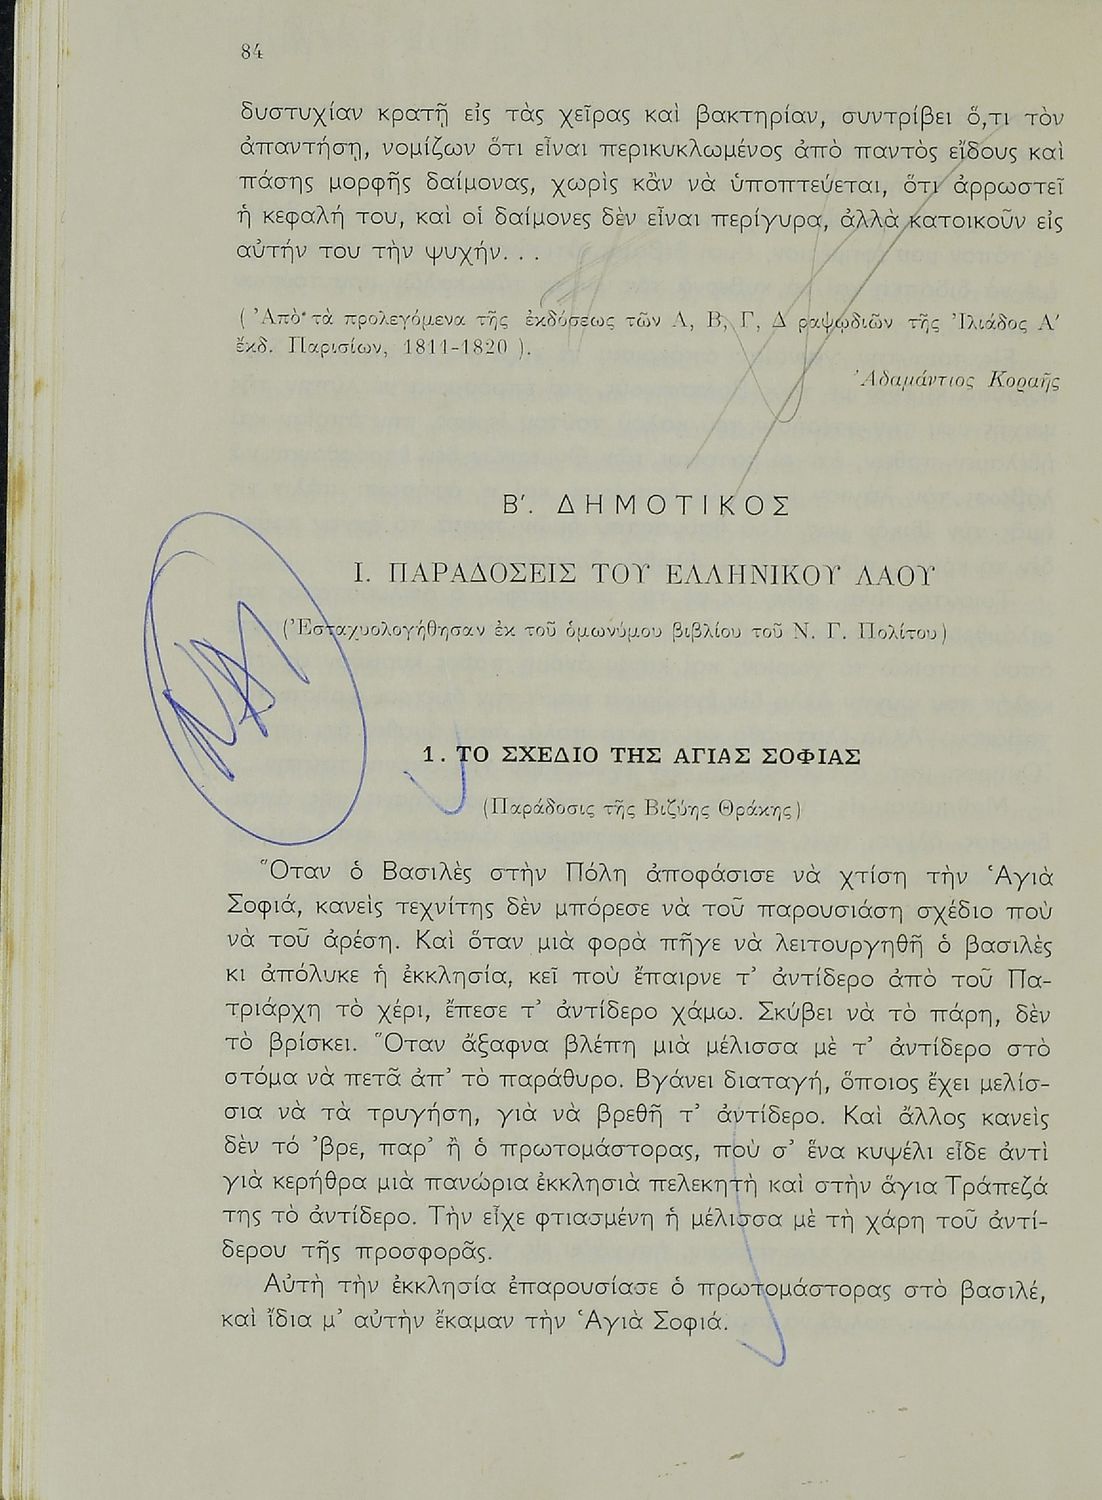 84
δυστυχίαν κρατῇ εἰς τὰς χεῖρας καὶ βακτηρίαν, συντρίβει ὅ,τι τὸν
ἀπαντήσῃ, νομίζων ὅτι εἶναι περικυκλωμένος ἀπὸ παντὸς εἴδους καὶ
πάσης μορφῆς δαίμονας, χωρὶς κἂν νὰ ὑποπτεύεται, ὅτι ἀρρωστεῖ
ἡ κεφαλή του, καὶ οἱ δαίμονες δὲν εἶναι περίγυρα, ἀλλὰ κατοικοῦν εἰς
αὐτήν του τὴν ψυχήν...
( Ἀπὸ τὰ προλεγόμενα τῆς ἐκδόσεως τῶν Α, Β, Γ, Δ ραψῳδιῶν τῆς Ἰλιάδος Α'
ἔκδ. Παρισίων, 1811-1820 ).
Ἀδαμάντιος Κοραῆς
Β'. ΔΗΜΟΤΙΚΟΣ
Ι. ΠΑΡΑΔΟΣΕΙΣ ΤΟΥ ΕΛΛΗΝΙΚΟΥ ΛΑΟΥ
(Ἐσταχυολογήθησαν ἐκ τοῦ ὁμωνύμου βιβλίου τοῦ Ν. Γ. Πολίτου)
1. ΤΟ ΣΧΕΔΙΟ ΤΗΣ ΑΓΙΑΣ ΣΟΦΙΑΣ
(Παράδοσις τῆς Βιζύης Θράκης)
Ὅταν ὁ Βασιλὲς στὴν Πόλη ἀποφάσισε νὰ χτίση τὴν Ἁγιὰ
Σοφιά, κανεὶς τεχνίτης δὲν μπόρεσε νὰ τοῦ παρουσιάση σχέδιο ποὺ
νὰ τοῦ ἀρέση. Καὶ ὅταν μιὰ φορὰ πῆγε νὰ λειτουργηθῆ ὁ βασιλὲς
κι ἀπόλυκε ἡ ἐκκλησία, κεῖ ποὺ ἔπαιρνε τ' ἀντίδερο ἀπὸ τοῦ Πα-
τριάρχη τὸ χέρι, ἔπεσε τ' ἀντίδερο χάμω. Σκύβει νὰ τὸ πάρη, δὲν
τὸ βρίσκει. Ὅταν ἄξαφνα βλέπη μιὰ μέλισσα μὲ τ' ἀντίδερο στὸ
στόμα νὰ πετᾶ ἀπ' τὸ παράθυρο. Βγάνει διαταγή, ὅποιος ἔχει μελίσ-
σια νὰ τὰ τρυγήση, γιὰ νὰ βρεθῆ τ' ἀντίδερο. Καὶ ἄλλος κανεὶς
δὲν τό 'βρε, παρ' ἢ ὁ πρωτομάστορας, ποὺ σ' ἕνα κυψέλι εἶδε ἀντὶ
γιὰ κερήθρα μιὰ πανώρια ἐκκλησιὰ πελεκητὴ καὶ στὴν ἅγια Τράπεζά
της τὸ ἀντίδερο. Τὴν εἶχε φτιασμένη ἡ μέλισσα μὲ τὴ χάρη τοῦ ἀντί-
δερου τῆς προσφορᾶς.
Αὐτὴ τὴν ἐκκλησία ἐπαρουσίασε ὁ πρωτομάστορας στὸ βασιλέ,
καὶ ἴδια μ' αὐτὴν ἔκαμαν τὴν Ἁγιὰ Σοφιά.